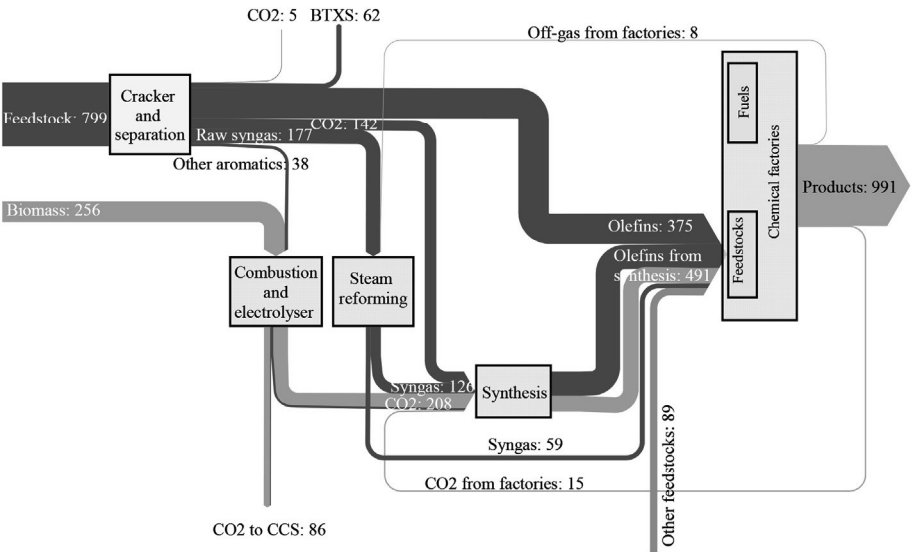 CO2: 5
BTXS: 62
Off-gas from factories: 8
Feedstock: 799
Cracker
and
separation
CO2: 142
Raw syngas: 177
Other aromatics: 38
Fuels
Chemical factories
Products: 991
Biomass: 256
Olefins: 375
Feedstocks
Olefins from
synthesis: 491
Combustion
and
electrolyser
Steam
reforming
Syngas: 126
CO2: 208
Synthesis
Syngas: 59
CO2 from factories: 15
Other feedstocks: 89
CO2 to CCS: 86